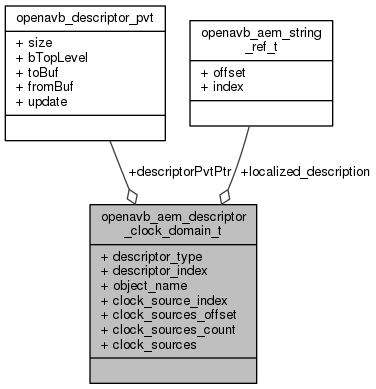 openavb_descriptor_pvt
+ size
+ bTopLevel
+ toBuf
+ fromBuf
+ update
openavb_aem_string
_ref_t
+ offset
+ index
+descriptorPvtPtr
+localized_description
openavb_aem_descriptor
_clock_domain_t
+ descriptor_type
+ descriptor_index
+ object_name
+ clock_source_index
+ clock_sources_offset
+ clock_sources_count
+ clock_sources